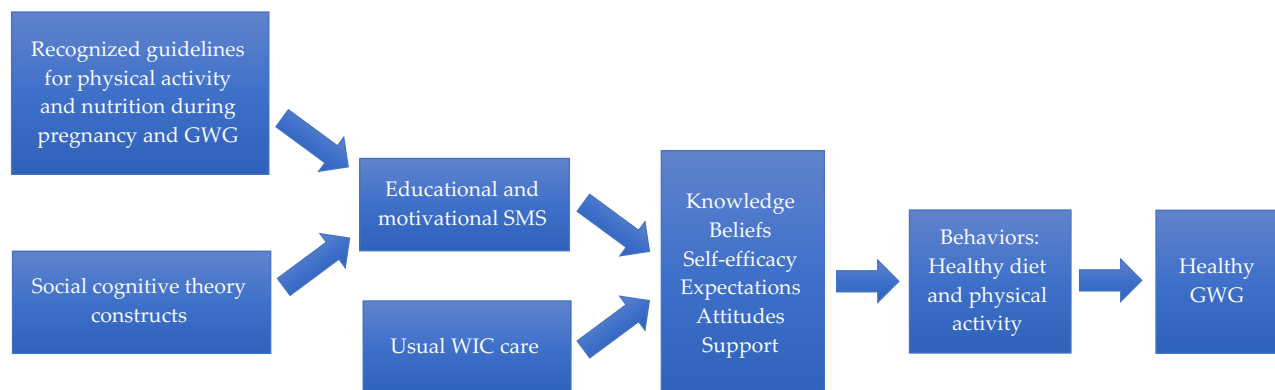 Recognized guidelines
for physical activity
and nutrition during
pregnancy and GWG
Social cognitive theory
constructs
Educational and
motivational SMS
Usual WIC care
Knowledge
Beliefs
Self-efficacy
Expectations
Attitudes
Support
Behaviors:
Healthy diet
and physical
activity
Healthy
GWG